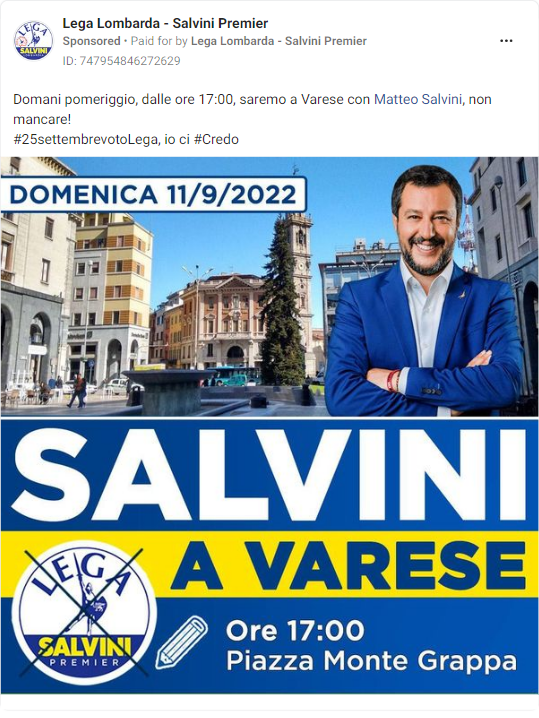 Lega Lombarda - Salvini Premier
Sponsored • Paid for by Lega Lombarda - Salvini Premier
ID: 747954846272629
Domani pomeriggio, dalle ore 17:00, saremo a Varese con Matteo Salvini, non
mancare!
#25settembrevotoLega, io ci #Credo
DOMENICA 11/9/2022
SALVINI
A VARESE
LEGA
SALVINI
PREMIER
Ore 17:00
Piazza Monte Grappa